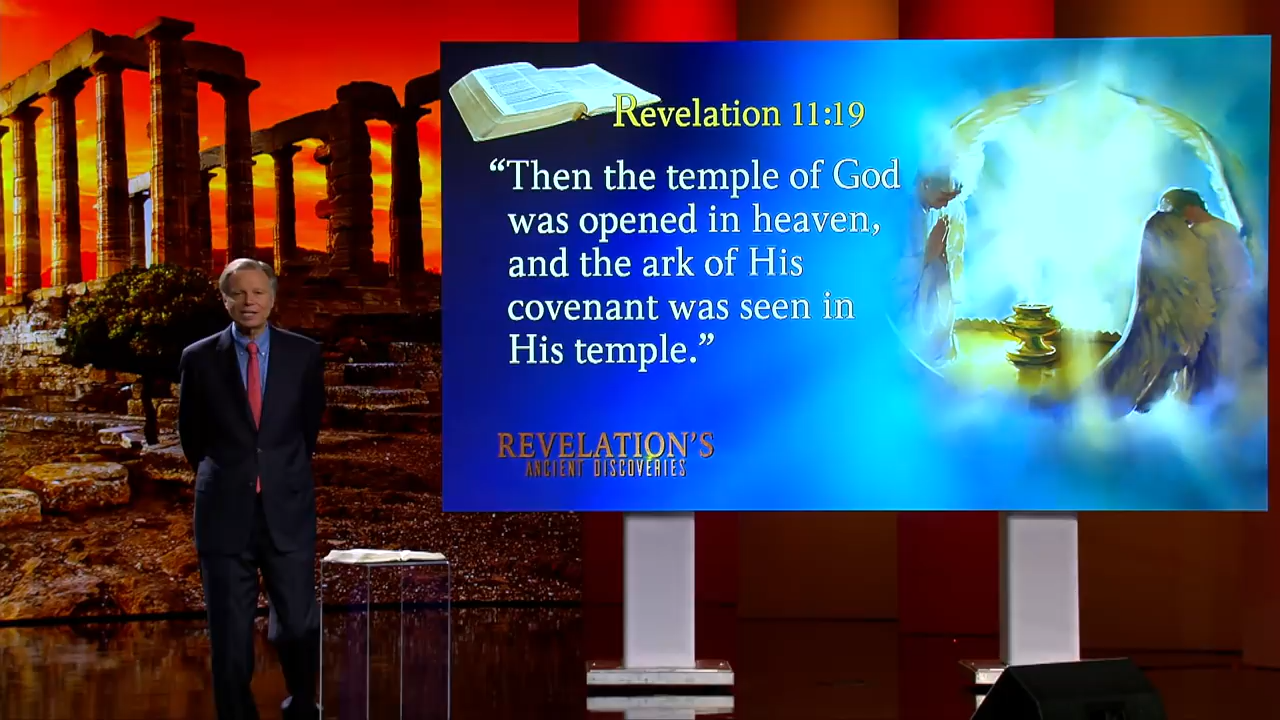 Revelation 11:19
“Then the temple of God
was opened in heaven,
and the ark of His
covenant was seen in
His temple.”
REVELATION'S
ANCIENT DISCOVERIES